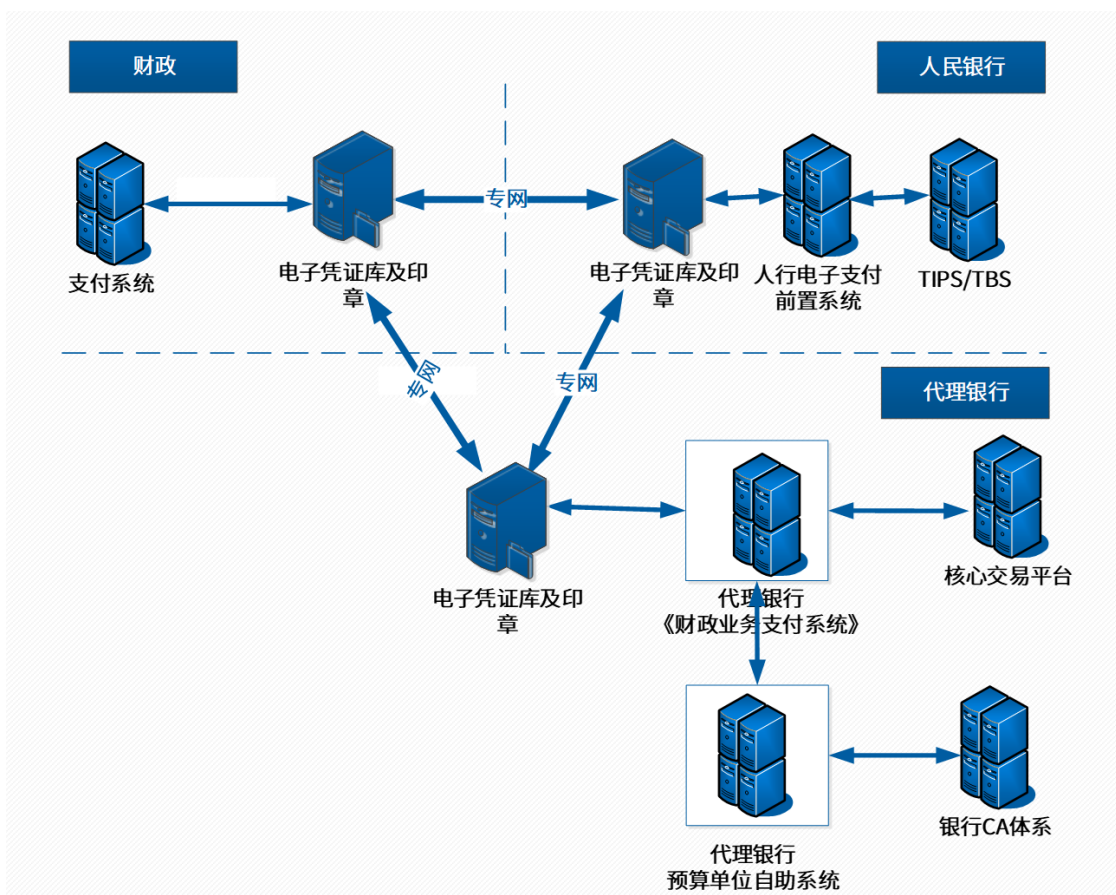 财政
人民银行
专网
支付系统
电子凭证库及印
章
电子凭证库及印
章
人行电子支付
前置系统
TIPS/TBS
专网
专网
代理银行
电子凭证库及印
章
代理银行
《财政业务支付系统》
核心交易平台
代理银行
预算单位自助系统
银行CA体系